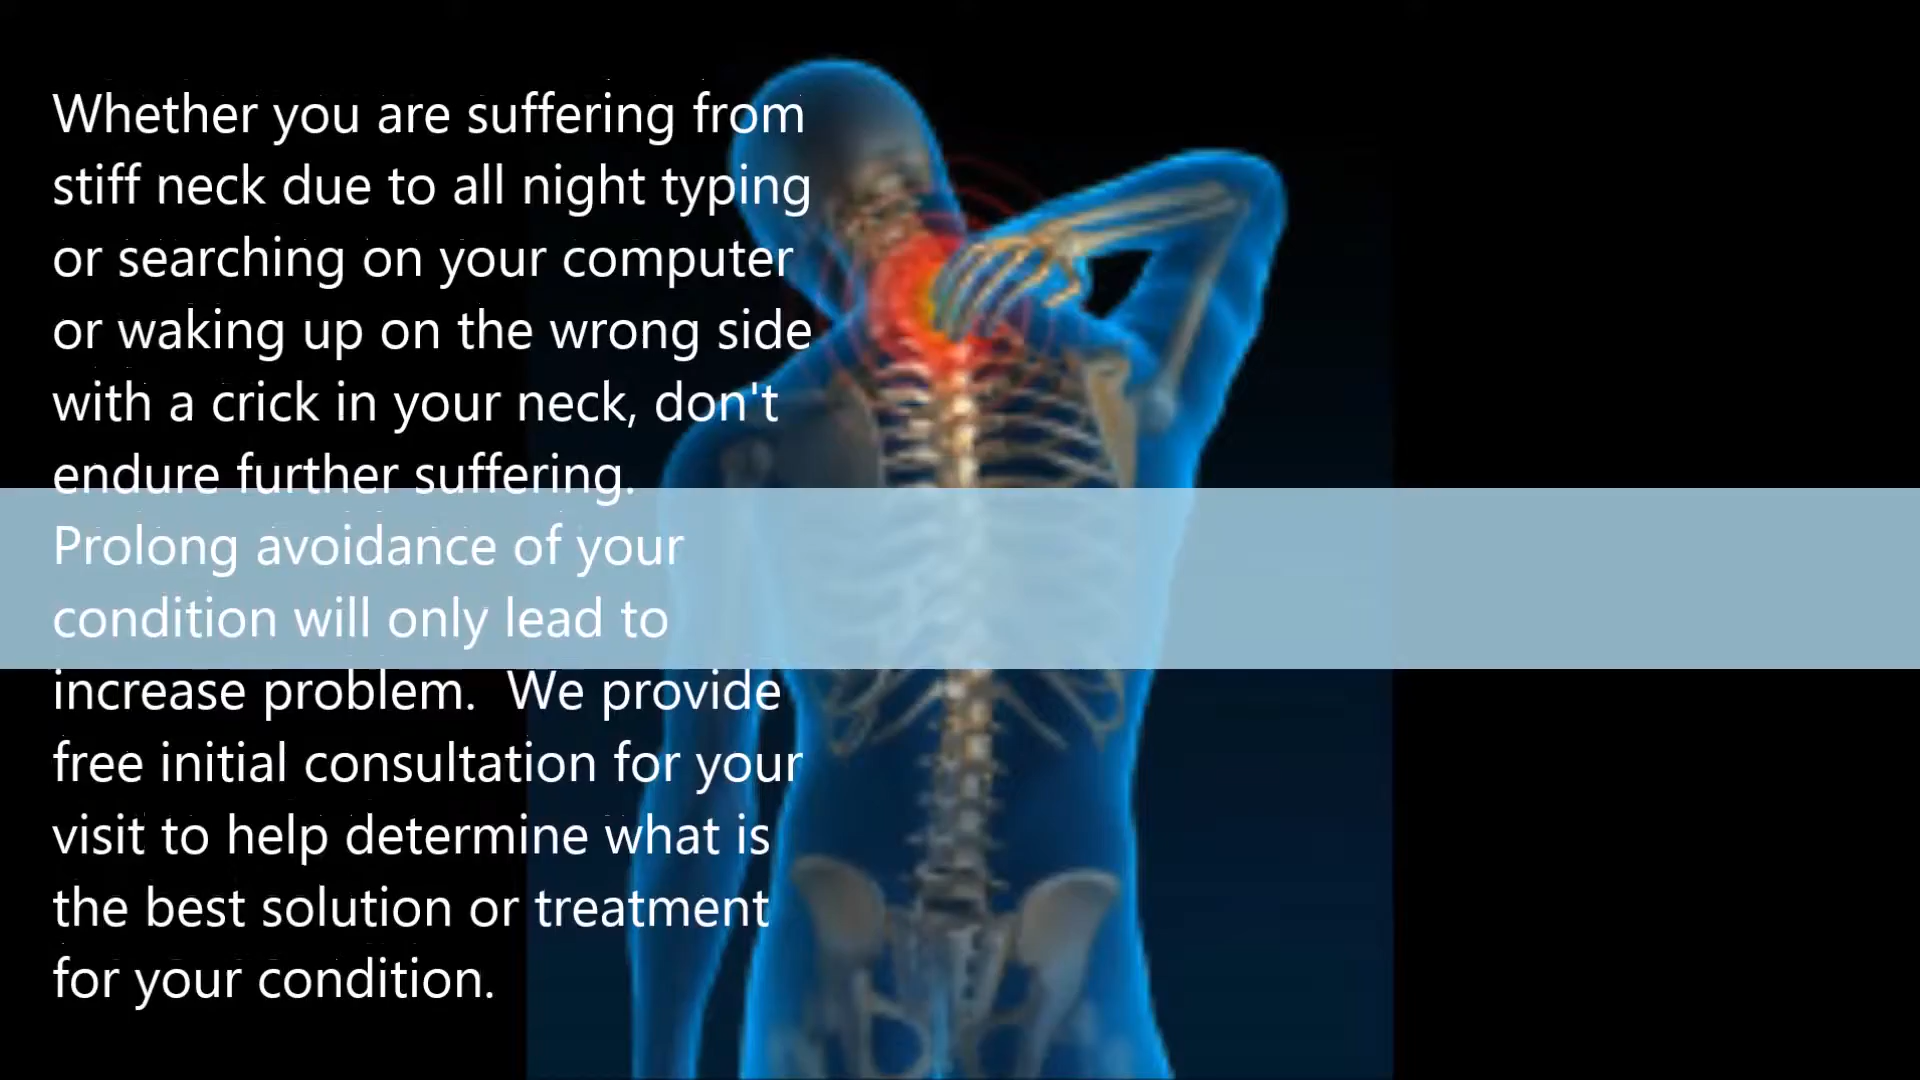 Whether you are suffering from
stiff neck due to all night typing
or searching on your computer
or waking up on the wrong side
with a crick in your neck, don't
endure further suffering.
Prolong avoidance of your
condition will only lead to
increase problem.  We provide
free initial consultation for your
visit to help determine what is
the best solution or treatment
for your condition.